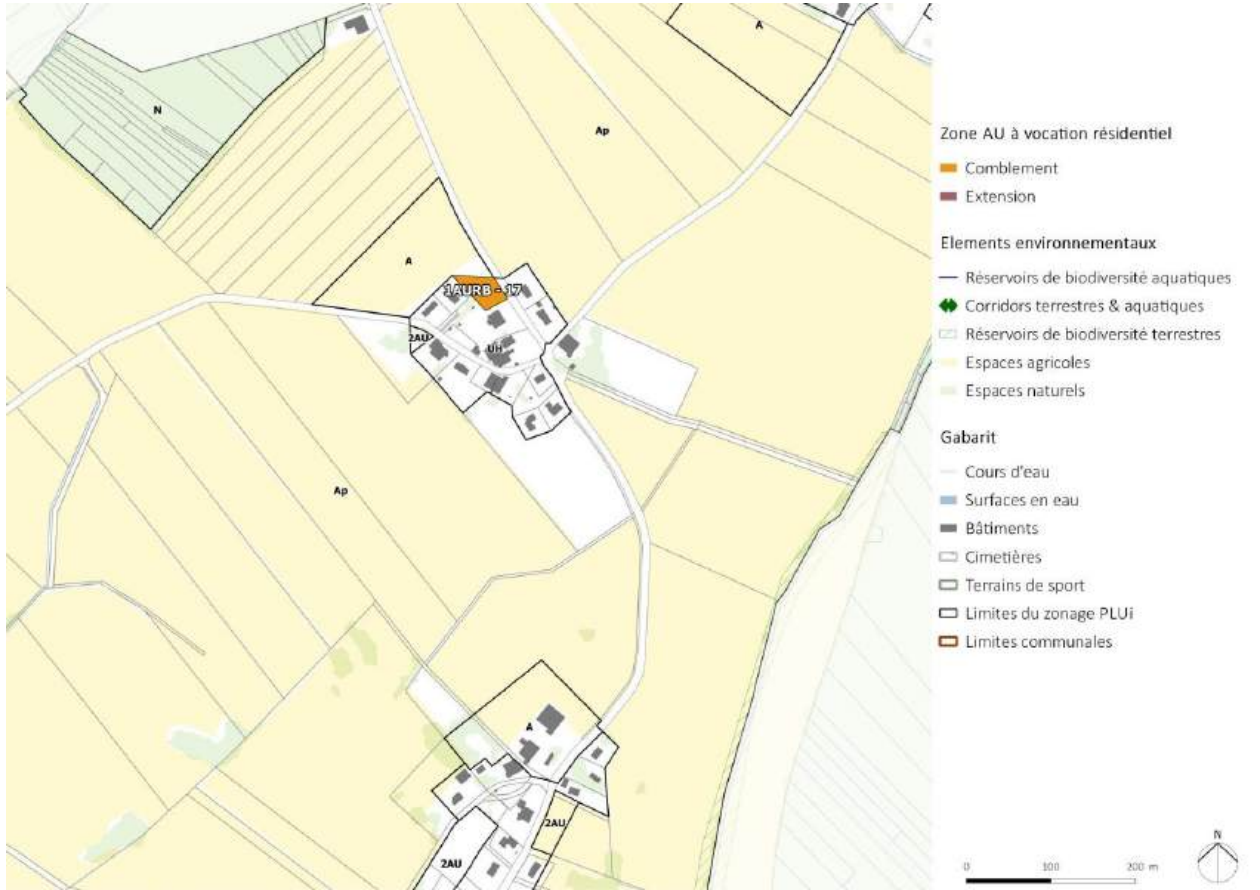 A
N
Ap
A
1AURB - 17
2AU
UH
Ap
A
2AU
2AU
Zone AU à vocation résidentiel
Comblement
Extension
Elements environnementaux
Réservoirs de biodiversité aquatiques
Corridors terrestres & aquatiques
Réservoirs de biodiversité terrestres
Espaces agricoles
Espaces naturels
Gabarit
Cours d'eau
Surfaces en eau
Bâtiments
Cimetières
Terrains de sport
Limites du zonage PLUi
Limites communales
N
0 100 200 m